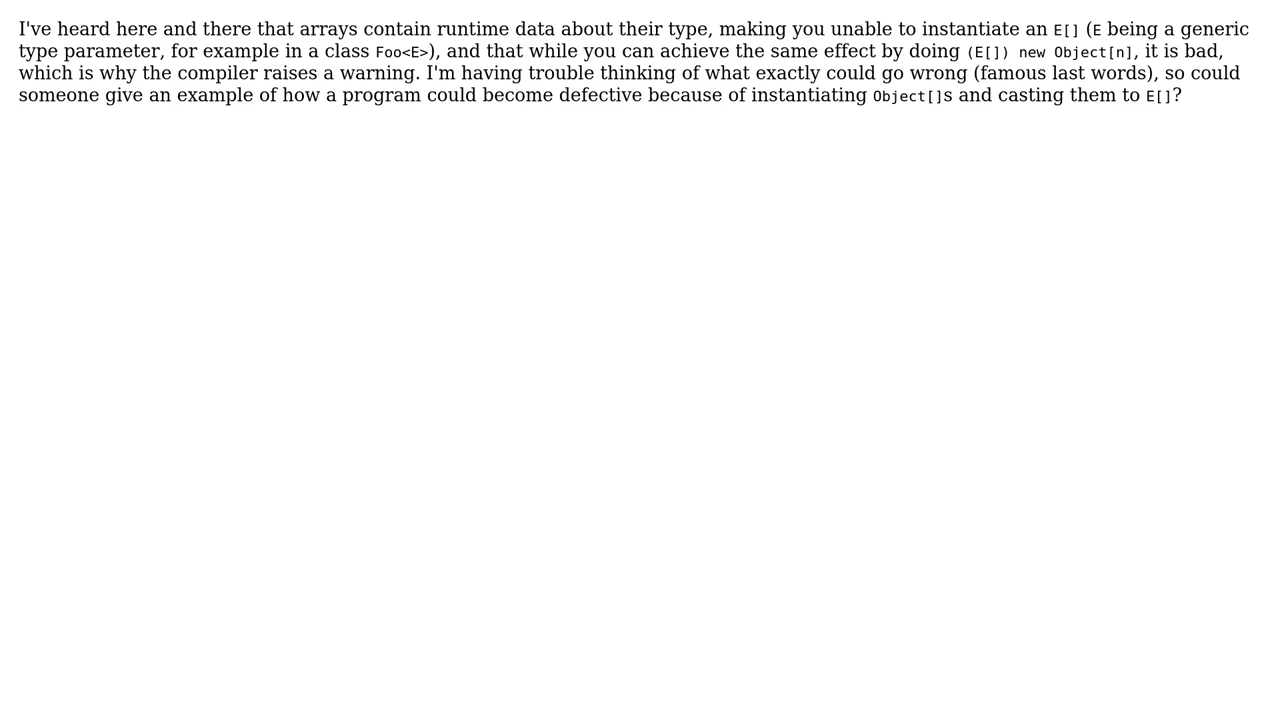 I've heard here and there that arrays contain runtime data about their type, making you unable to instantiate an E[] (E being a generic
type parameter, for example in a class Foo<E>), and that while you can achieve the same effect by doing (E[]) new Object[n], it is bad,
which is why the compiler raises a warning. I'm having trouble thinking of what exactly could go wrong (famous last words), so could
someone give an example of how a program could become defective because of instantiating Object[]s and casting them to E[]?